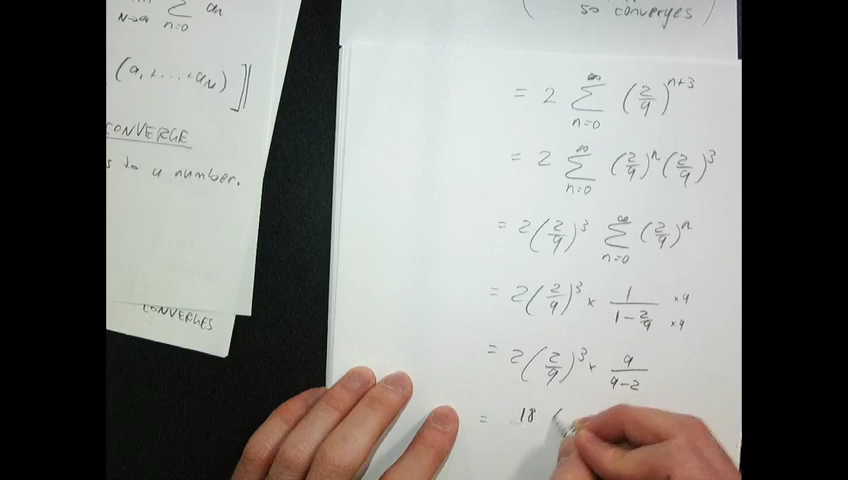 N→∞ ∑ n=0 an
(a, + ... + aN) ]|
CONVERGE
to a number.
CONVERGES
so converges )
= 2 ∑ n=0 ∞ (2/9)^n+3
= 2 ∑ n=0 ∞ (2/9)^n (2/9)^3
= 2 (2/9)^3 ∑ n=0 ∞ (2/9)^n
= 2 (2/9)^3 × 1/(1-2/9) ×9 ×9
= 2 (2/9)^3 × 9/(9-2)
= 18 (